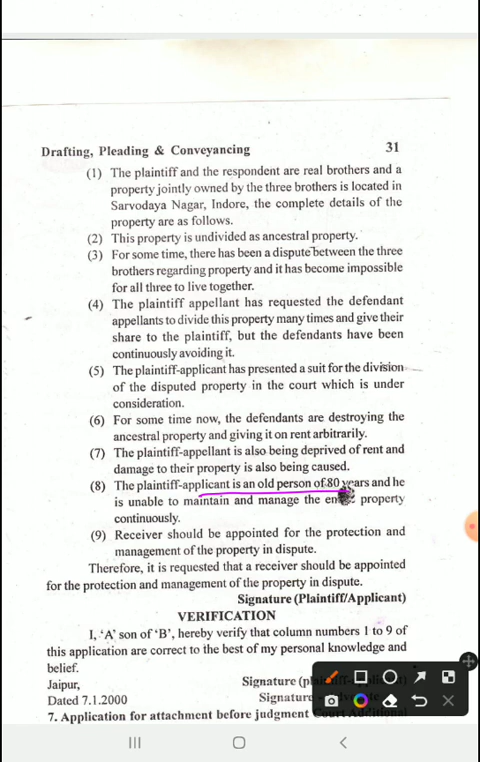 Drafting, Pleading & Conveyancing 31
(1) The plaintiff and the respondent are real brothers and a
property jointly owned by the three brothers is located in
Sarvodaya Nagar, Indore, the complete details of the
property are as follows.
(2) This property is undivided as ancestral property.
(3) For some time, there has been a dispute between the three
brothers regarding property and it has become impossible
for all three to live together.
(4) The plaintiff appellant has requested the defendant
appellants to divide this property many times and give their
share to the plaintiff, but the defendants have been
continuously avoiding it.
(5) The plaintiff-applicant has presented a suit for the division
of the disputed property in the court which is under
consideration.
(6) For some time now, the defendants are destroying the
ancestral property and giving it on rent arbitrarily.
(7) The plaintiff-appellant is also being deprived of rent and
damage to their property is also being caused.
(8) The plaintiff-applicant is an old person of 80 years and he
is unable to maintain and manage the property
continuously.
(9) Receiver should be appointed for the protection and
management of the property in dispute.
Therefore, it is requested that a receiver should be appointed
for the protection and management of the property in dispute.
Signature (Plaintiff/Applicant)
VERIFICATION
I, 'A' son of 'B', hereby verify that column numbers 1 to 9 of
this application are correct to the best of my personal knowledge and
belief.
Jaipur, Signature
Dated 7.1.2000 Signature
7. Application for attachment before judgment Court Additional